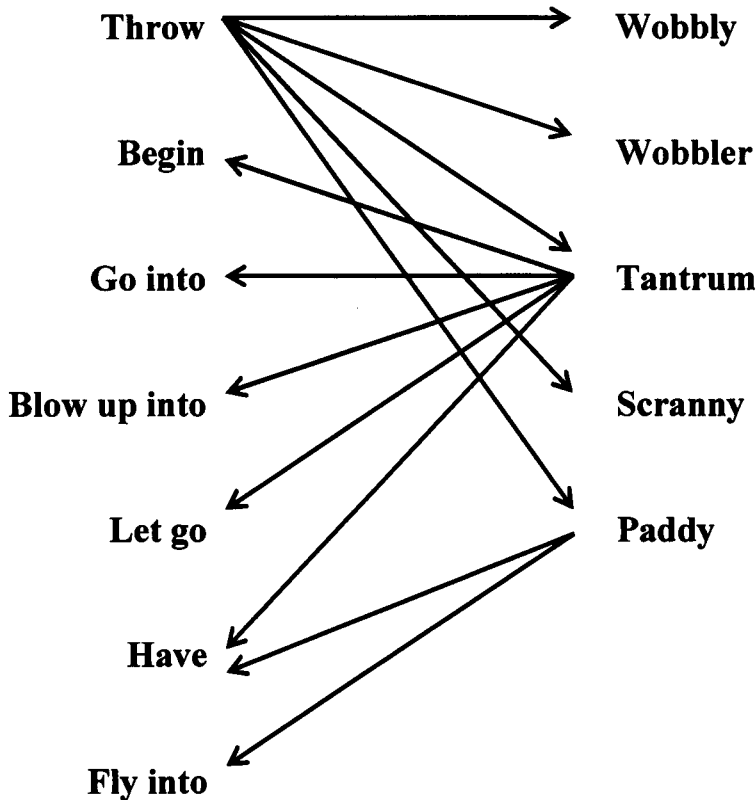 Throw
Wobbly
Begin
Wobbler
Go into
Tantrum
Blow up into
Scranny
Let go
Paddy
Have
Fly into